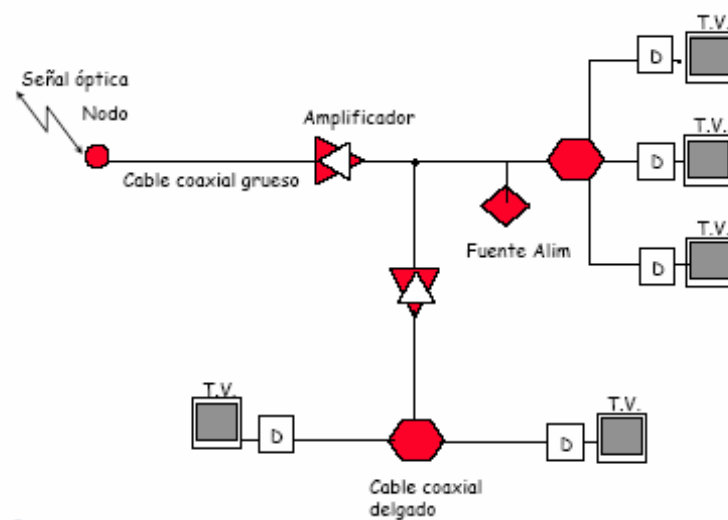 Señal óptica
Nodo
Amplificador
Cable coaxial grueso
Fuente Alim
T.V.
D
T.V.
D
T.V.
D
T.V.
D
T.V.
D
Cable coaxial
delgado